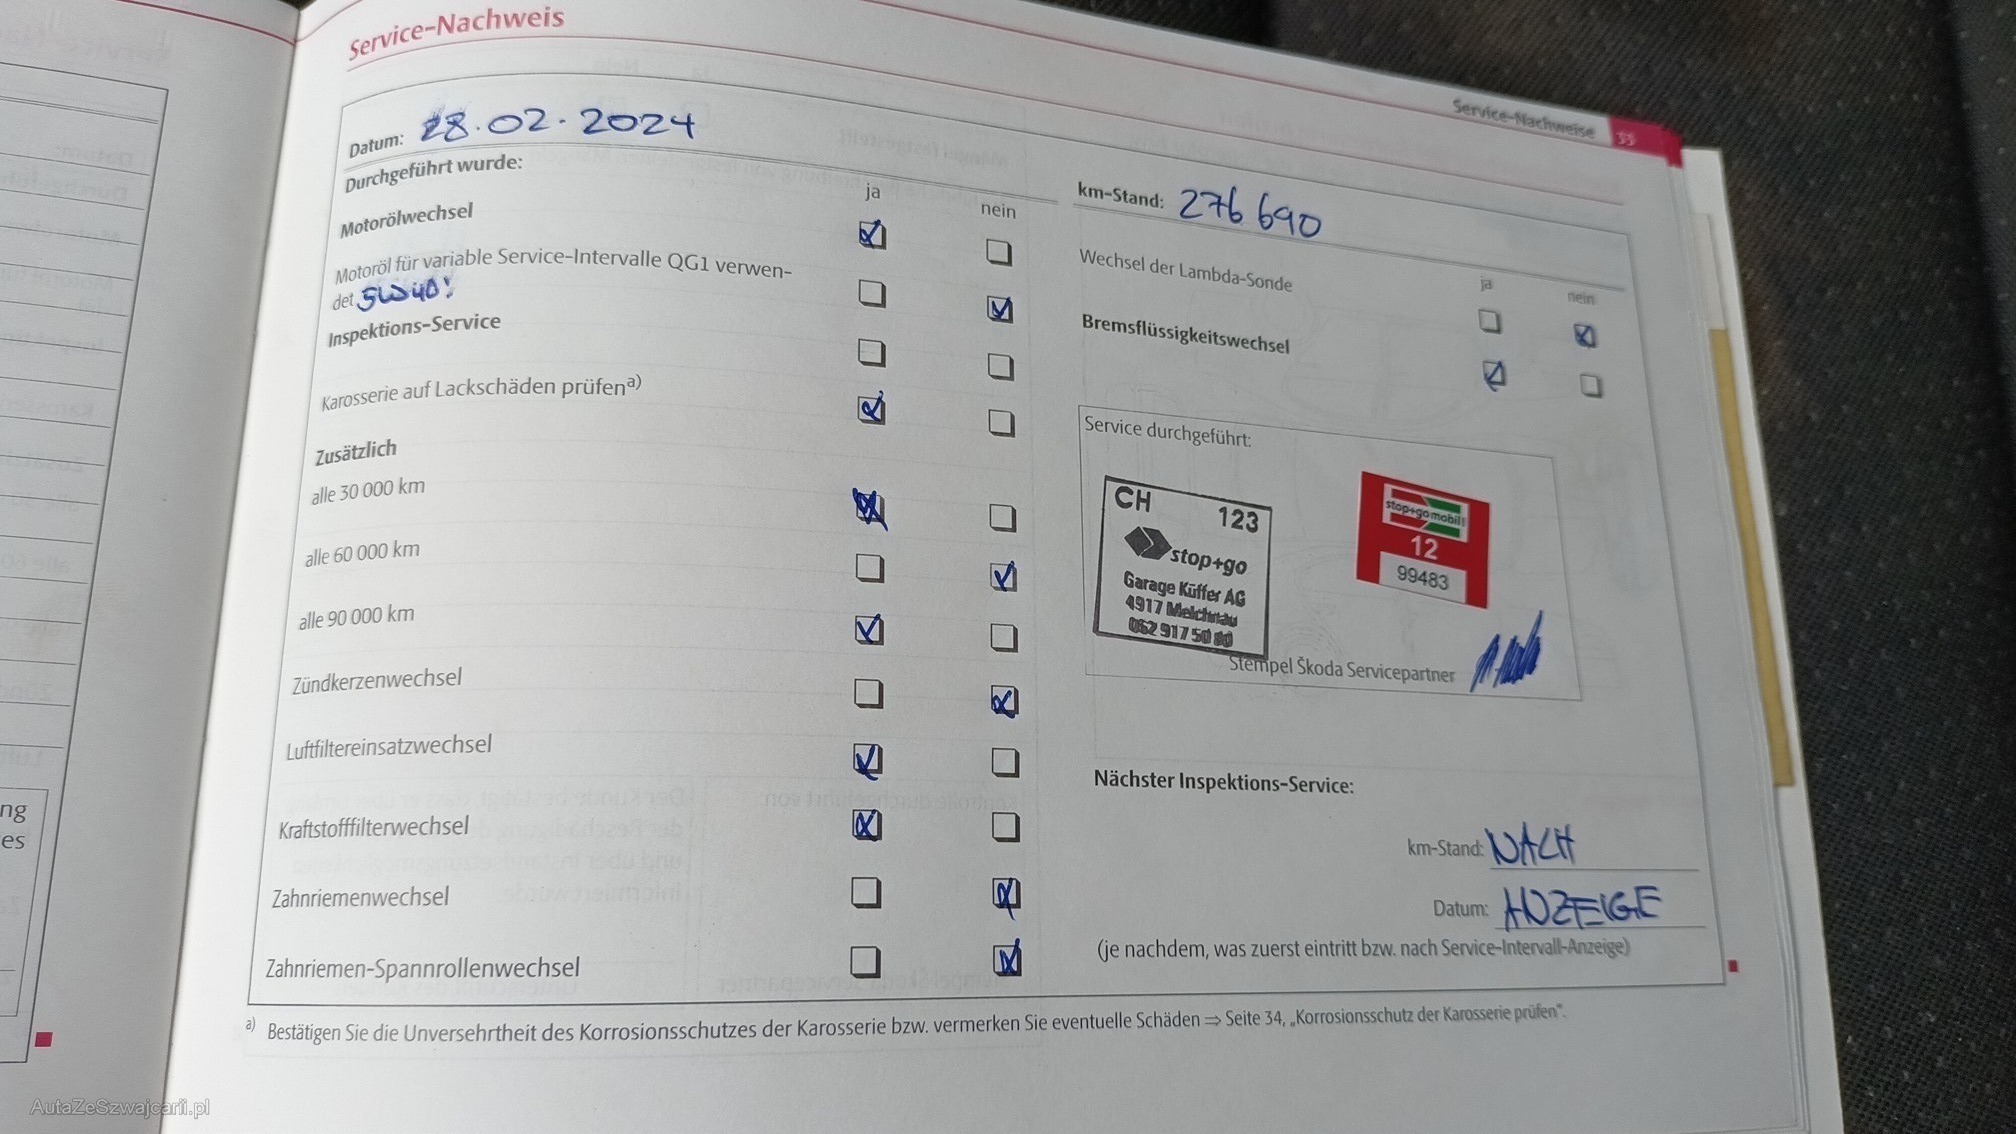 Service-Nachweis
Service-Nachweise 55
Datum: 28.02.2024
Durchgeführt wurde:
ja nein
Motorölwechsel
Motoröl für variable Service-Intervalle QG1 verwen-
det 5W40!
Inspektions-Service
Karosserie auf Lackschäden prüfen a)
Zusätzlich
alle 30 000 km
alle 60 000 km
alle 90 000 km
Zündkerzenwechsel
Luftfiltereinsatzwechsel
Kraftstofffilterwechsel
Zahnriemenwechsel
Zahnriemen-Spannrollenwechsel
km-Stand: 276 690
ja nein
Wechsel der Lambda-Sonde
Bremsflüssigkeitswechsel
Service durchgeführt:
CH 123
stop+go
Garage Küffer AG
4917 Melchnau
062 917 50 80
stop+go mobil!
12
99483
Stempel Škoda Servicepartner
Nächster Inspektions-Service:
km-Stand: NACH
Datum: ANZEIGE
(je nachdem, was zuerst eintritt bzw. nach Service-Intervall-Anzeige)
a) Bestätigen Sie die Unversehrtheit des Korrosionsschutzes der Karosserie bzw. vermerken Sie eventuelle Schäden ⇒ Seite 34, „Korrosionsschutz der Karosserie prüfen“.
ng
es
AutaZeSzwajcarii.pl